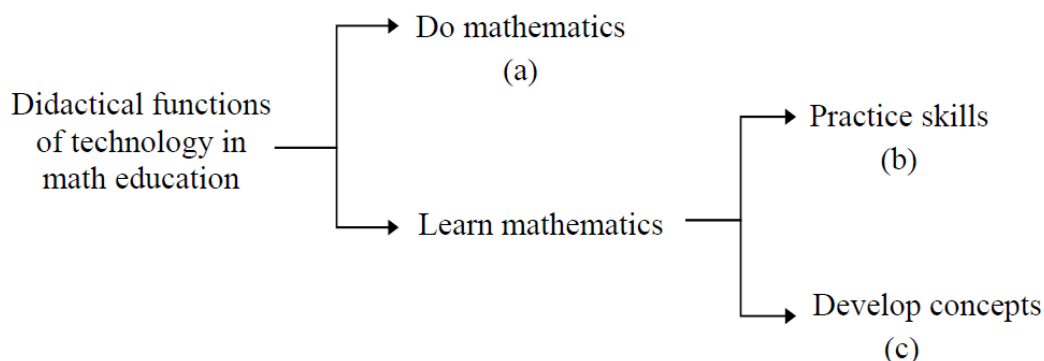 Didactical functions
of technology in
math education
Do mathematics
(a)
Learn mathematics
Practice skills
(b)
Develop concepts
(c)